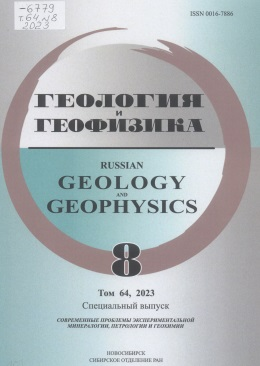 -6779
т.64,№8
2023
ISSN 0016-7886
ГЕОЛОГИЯ
И
ГЕОФИЗИКА
RUSSIAN
GEOLOGY
AND
GEOPHYSICS
8
Том 64, 2023
Специальный выпуск
СОВРЕМЕННЫЕ ПРОБЛЕМЫ ЭКСПЕРИМЕНТАЛЬНОЙ
МИНЕРАЛОГИИ, ПЕТРОЛОГИИ И ГЕОХИМИИ
НОВОСИБИРСК
СИБИРСКОЕ ОТДЕЛЕНИЕ РАН